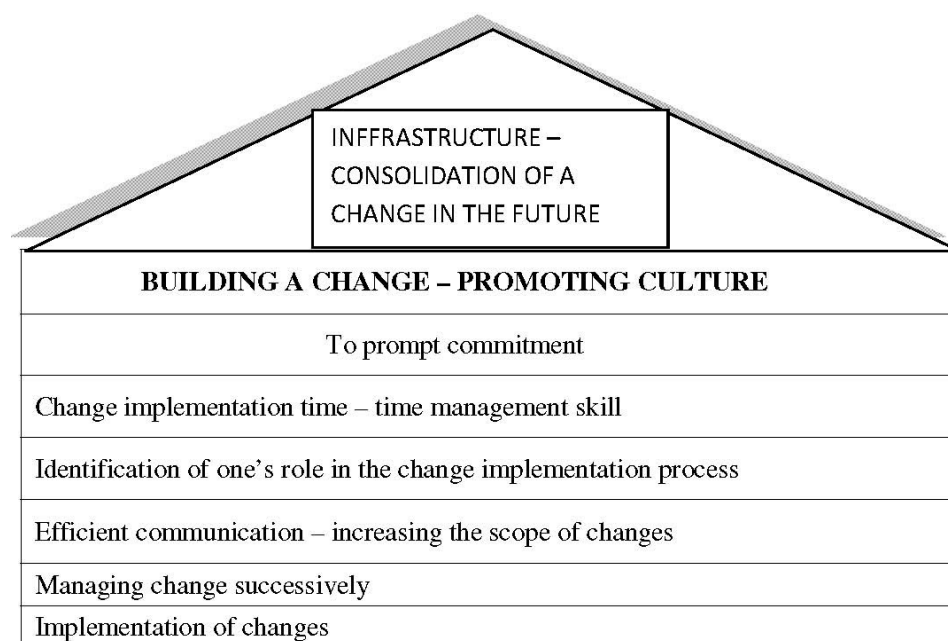 INFFRASTRUCTURE –
CONSOLIDATION OF A
CHANGE IN THE FUTURE
BUILDING A CHANGE – PROMOTING CULTURE
To prompt commitment
Change implementation time – time management skill
Identification of one’s role in the change implementation process
Efficient communication – increasing the scope of changes
Managing change successively
Implementation of changes